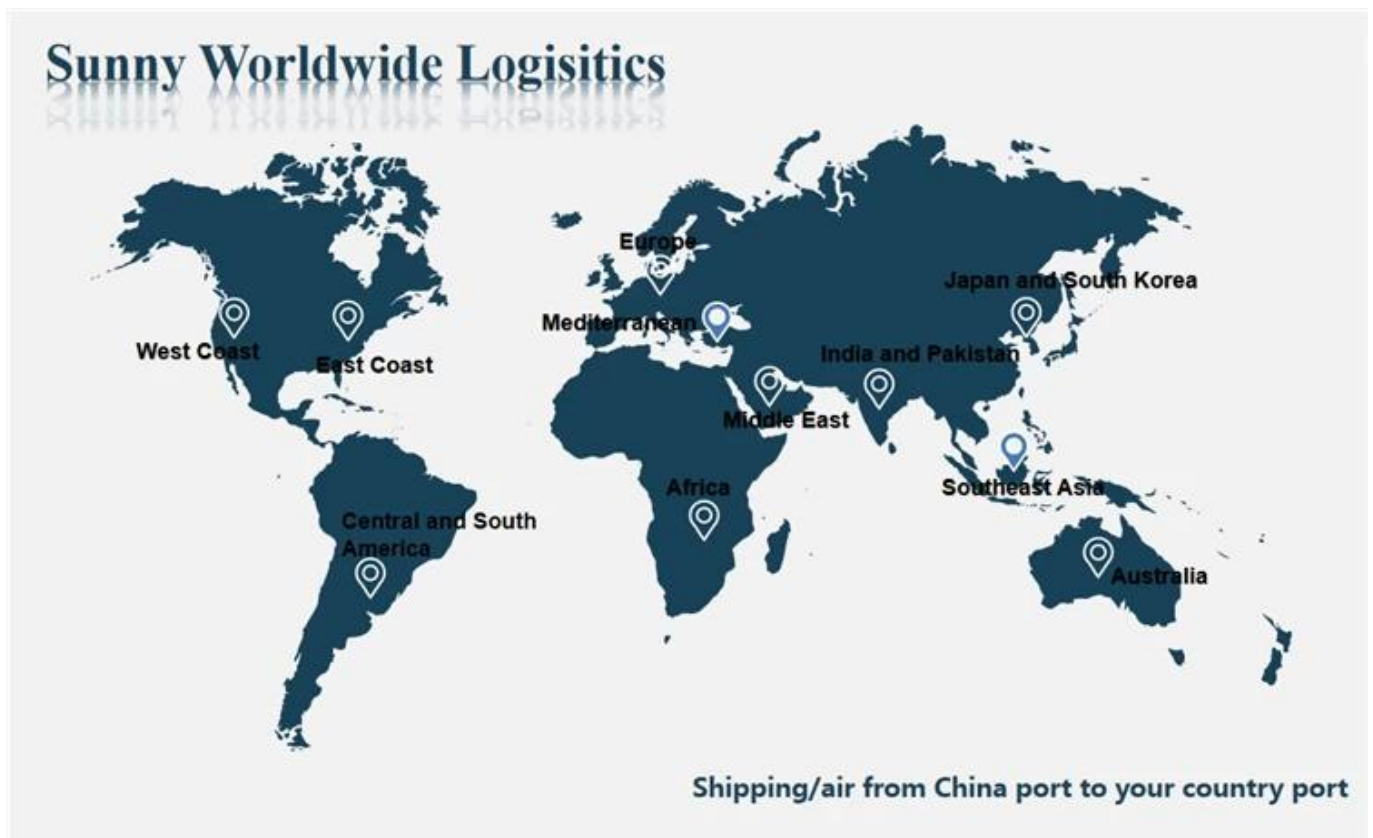 Sunny Worldwide Logisitics
Europe
Japan and South Korea
Mediterranean
West Coast
East Coast
India and Pakistan
Middle East
Africa
Southeast Asia
Central and South
America
Australia
Shipping/air from China port to your country port